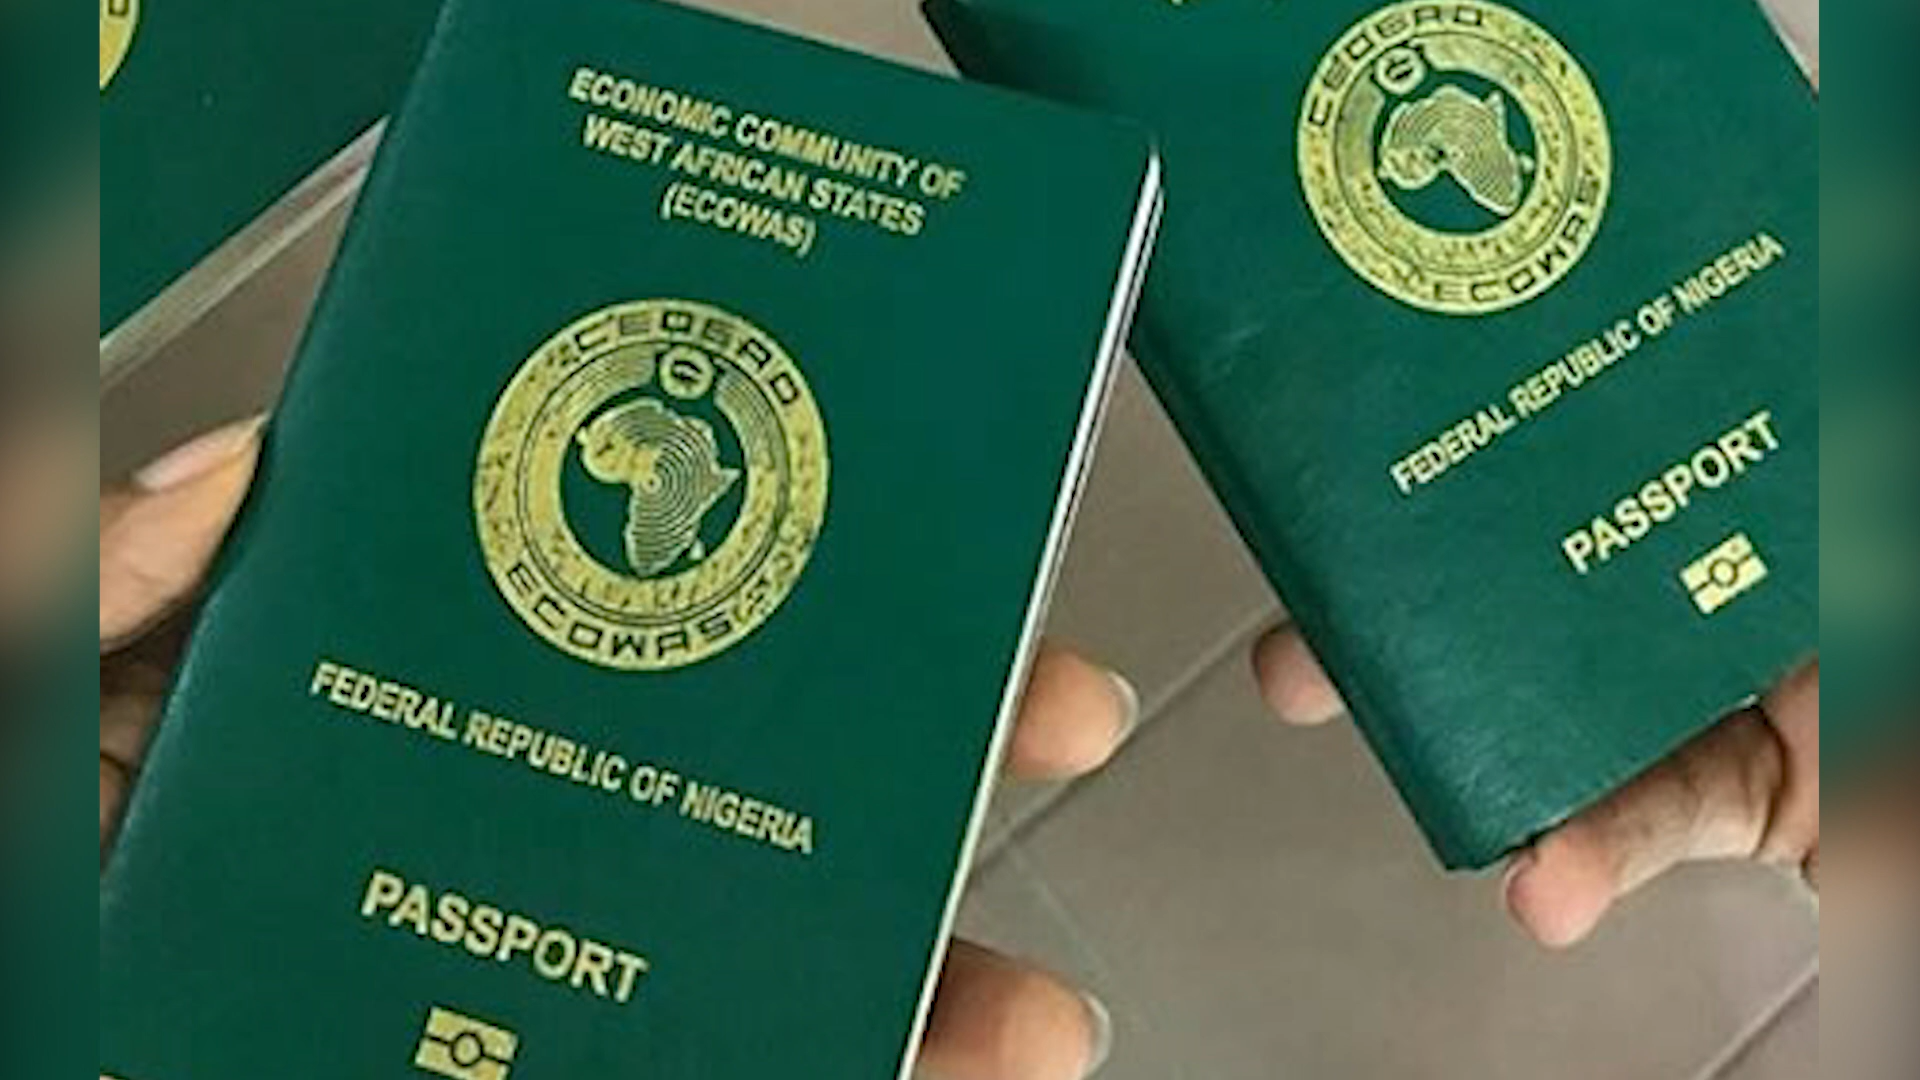 ECONOMIC COMMUNITY OF
WEST AFRICAN STATES
(ECOWAS)
CEDEAO
ECOWAS
FEDERAL REPUBLIC OF NIGERIA
PASSPORT
CEDEAO
ECOWAS
FEDERAL REPUBLIC OF NIGERIA
PASSPORT